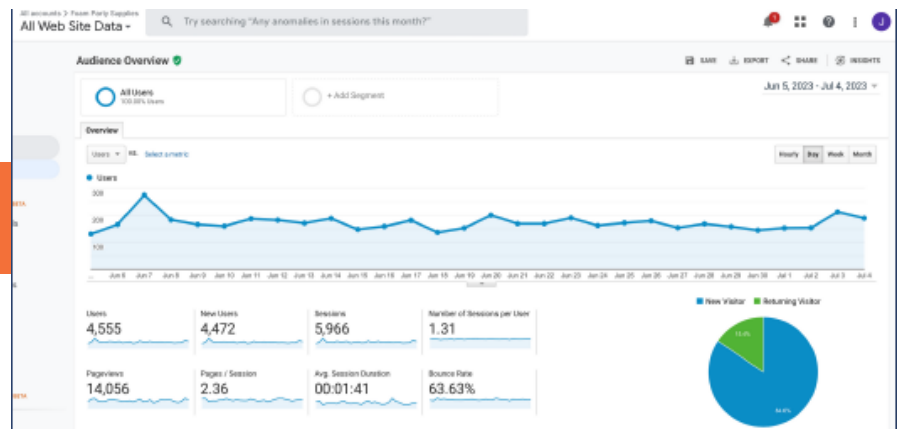 All accounts > Foam Party Supplies
All Web Site Data
Try searching "Any anomalies in sessions this month?"
J
Audience Overview
SAVE EXPORT SHARE INSIGHTS
All Users
100.00% Users
+ Add Segment
Jun 5, 2023 - Jul 4, 2023
Overview
Users VS. Select a metric
Hourly Day Week Month
Users
300
200
100
BETA
... Jun 6 Jun 7 Jun 8 Jun 9 Jun 10 Jun 11 Jun 12 Jun 13 Jun 14 Jun 15 Jun 16 Jun 17 Jun 18 Jun 19 Jun 20 Jun 21 Jun 22 Jun 23 Jun 24 Jun 25 Jun 26 Jun 27 Jun 28 Jun 29 Jun 30 Jul 1 Jul 2 Jul 3 Jul 4
New Visitor Returning Visitor
Users New Users Sessions Number of Sessions per User
4,555 4,472 5,966 1.31
Pageviews Pages / Session Avg. Session Duration Bounce Rate
14,056 2.36 00:01:41 63.63%
BETA